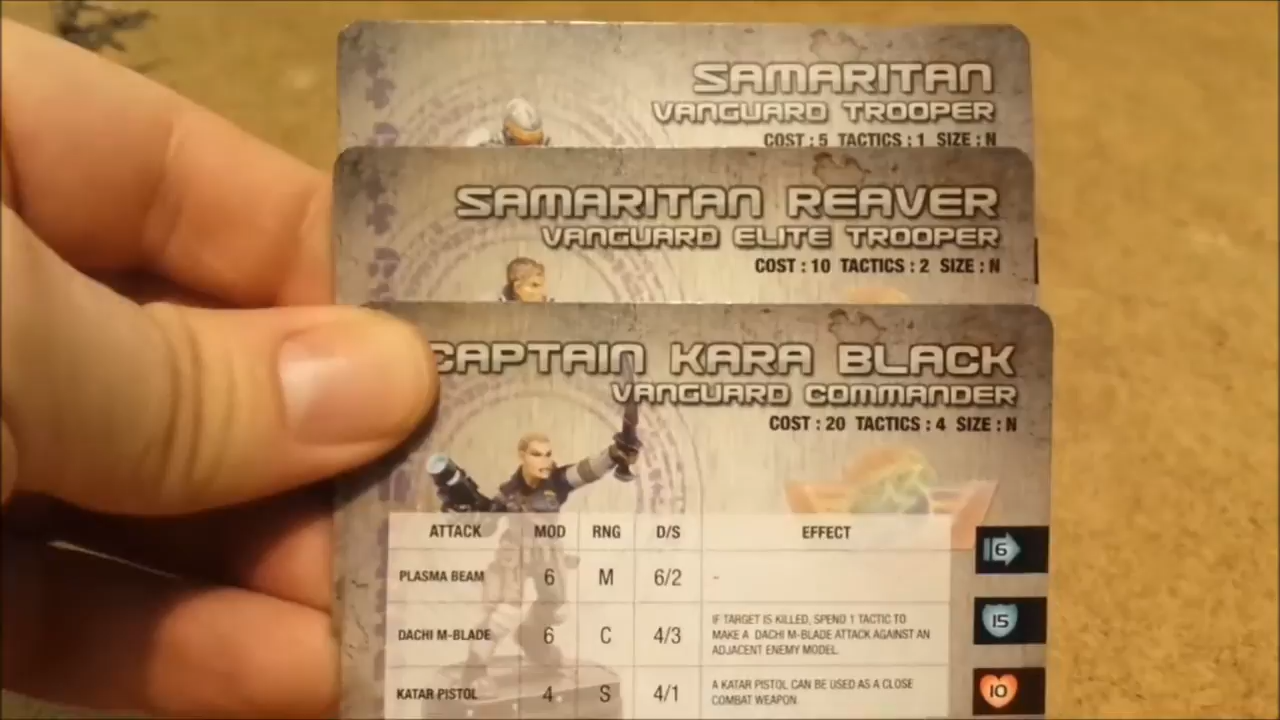 SAMARITAN
VANGUARD TROOPER
COST : 5 TACTICS : 1 SIZE : N
SAMARITAN REAVER
VANGUARD ELITE TROOPER
COST : 10 TACTICS : 2 SIZE : N
CAPTAIN KARA BLACK
VANGUARD COMMANDER
COST : 20 TACTICS : 4 SIZE : N
ATTACK MOD RNG D/S EFFECT
6
PLASMA BEAM 6 M 6/2 -
IF TARGET IS KILLED, SPEND 1 TACTIC TO
DACHI M-BLADE 6 C 4/3 MAKE A DACHI M-BLADE ATTACK AGAINST AN
ADJACENT ENEMY MODEL.
15
KATAR PISTOL 4 S 4/1 A KATAR PISTOL CAN BE USED AS A CLOSE
COMBAT WEAPON.
10